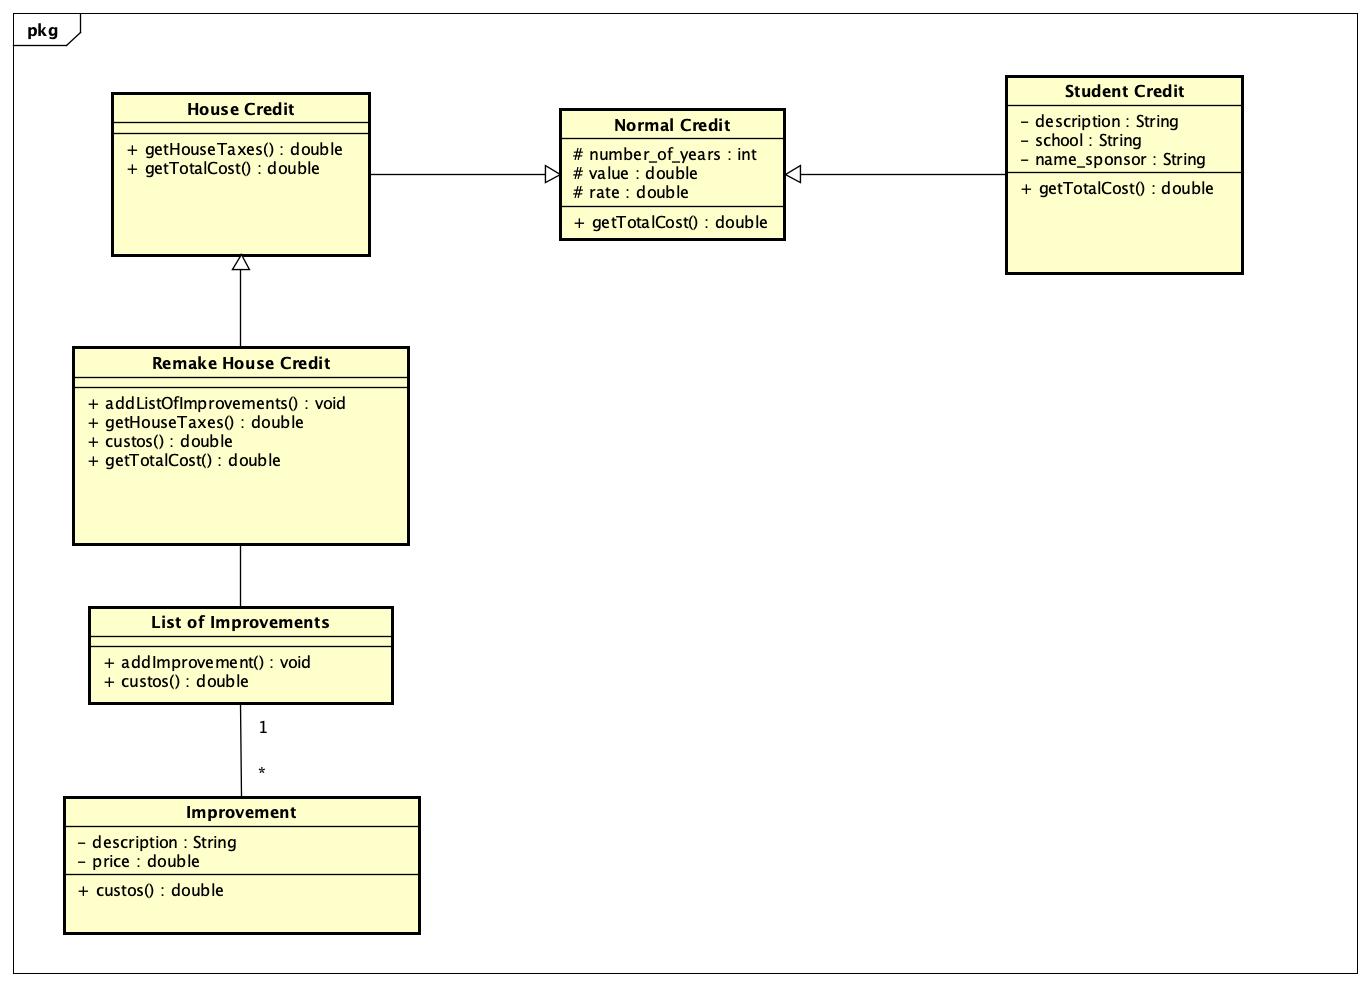 pkg
House Credit
+ getHouseTaxes() : double
+ getTotalCost() : double
Normal Credit
# number_of_years : int
# value : double
# rate : double
+ getTotalCost() : double
Student Credit
- description : String
- school : String
- name_sponsor : String
+ getTotalCost() : double
Remake House Credit
+ addListOfImprovements() : void
+ getHouseTaxes() : double
+ custos() : double
+ getTotalCost() : double
List of Improvements
+ addImprovement() : void
+ custos() : double
1
*
Improvement
- description : String
- price : double
+ custos() : double